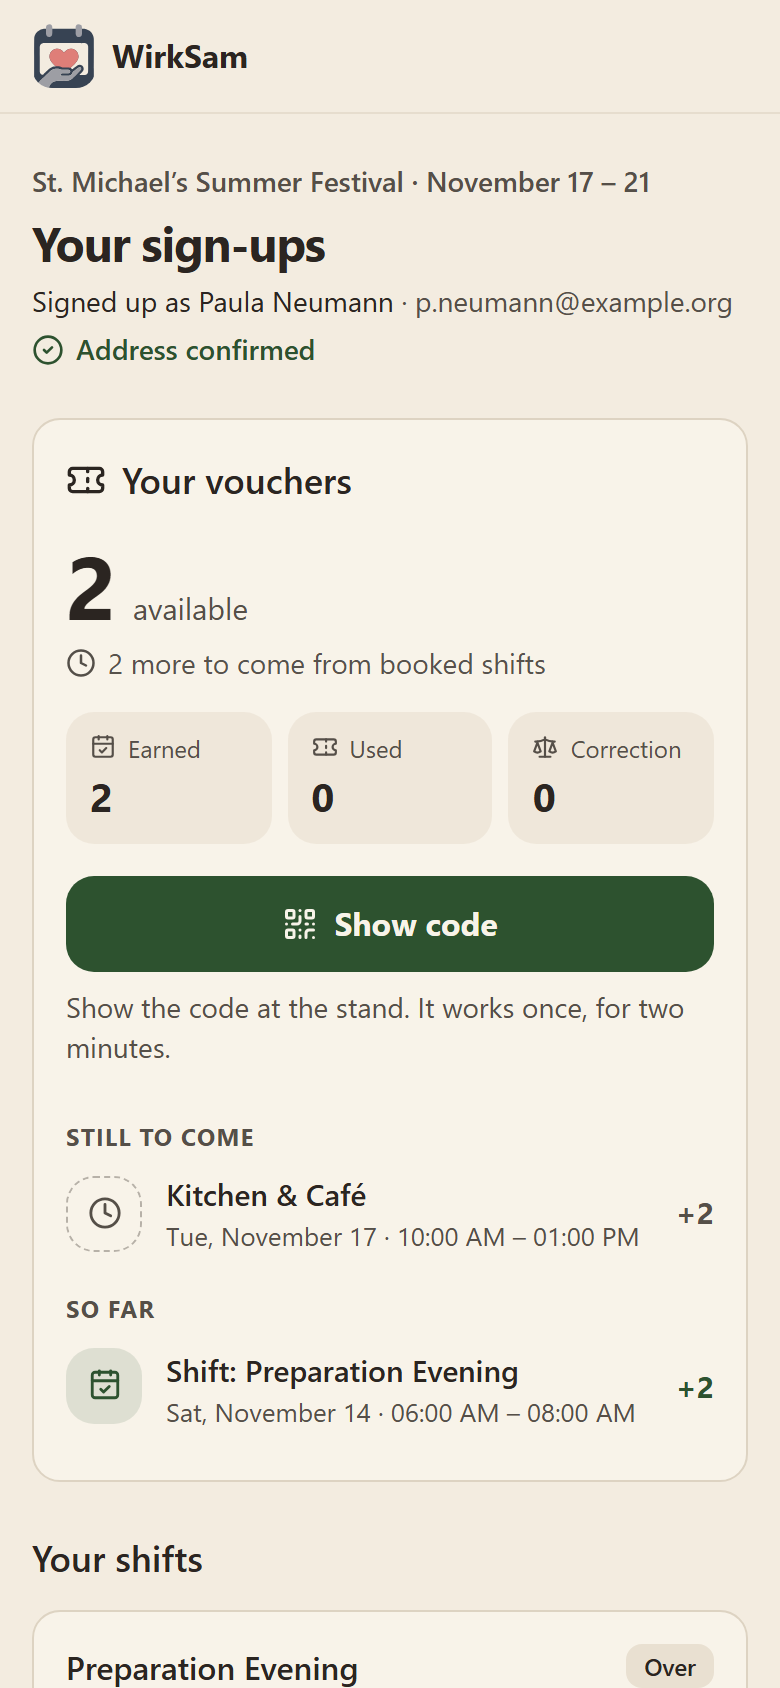 WirkSam
St. Michael’s Summer Festival · November 17 – 21
Your sign-ups
Signed up as Paula Neumann · p.neumann@example.org
Address confirmed
Your vouchers
2 available
2 more to come from booked shifts
Earned
2
Used
0
Correction
0
Show code
Show the code at the stand. It works once, for two
minutes.
STILL TO COME
Kitchen & Café
Tue, November 17 · 10:00 AM – 01:00 PM
+2
SO FAR
Shift: Preparation Evening
Sat, November 14 · 06:00 AM – 08:00 AM
+2
Your shifts
Preparation Evening
Over